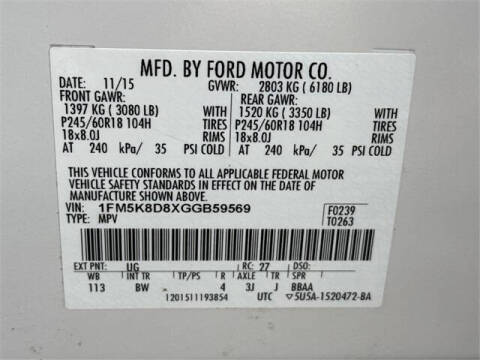 MFD. BY FORD MOTOR CO.
DATE: 11/15 GVWR: 2803 KG ( 6180 LB)
FRONT GAWR: REAR GAWR:
1397 KG ( 3080 LB) WITH 1520 KG ( 3350 LB) WITH
P245/60R18 104H TIRES P245/60R18 104H TIRES
18x8.0J RIMS 18x8.0J RIMS
AT 240 kPa/ 35 PSI COLD AT 240 kPa/ 35 PSI COLD
THIS VEHICLE CONFORMS TO ALL APPLICABLE FEDERAL MOTOR
VEHICLE SAFETY STANDARDS IN EFFECT ON THE DATE OF
MANUFACTURE SHOWN ABOVE.
VIN: 1FM5K8D8XGGB59569 F0239
TYPE: MPV T0263
EXT PNT: UG RC: 27 DSO:
WB INT TR TP/PS R AXLE TR SPR
113 BW 4 3J J BBAA
1201511193854 UTC ▽5U5A-1520472-BA